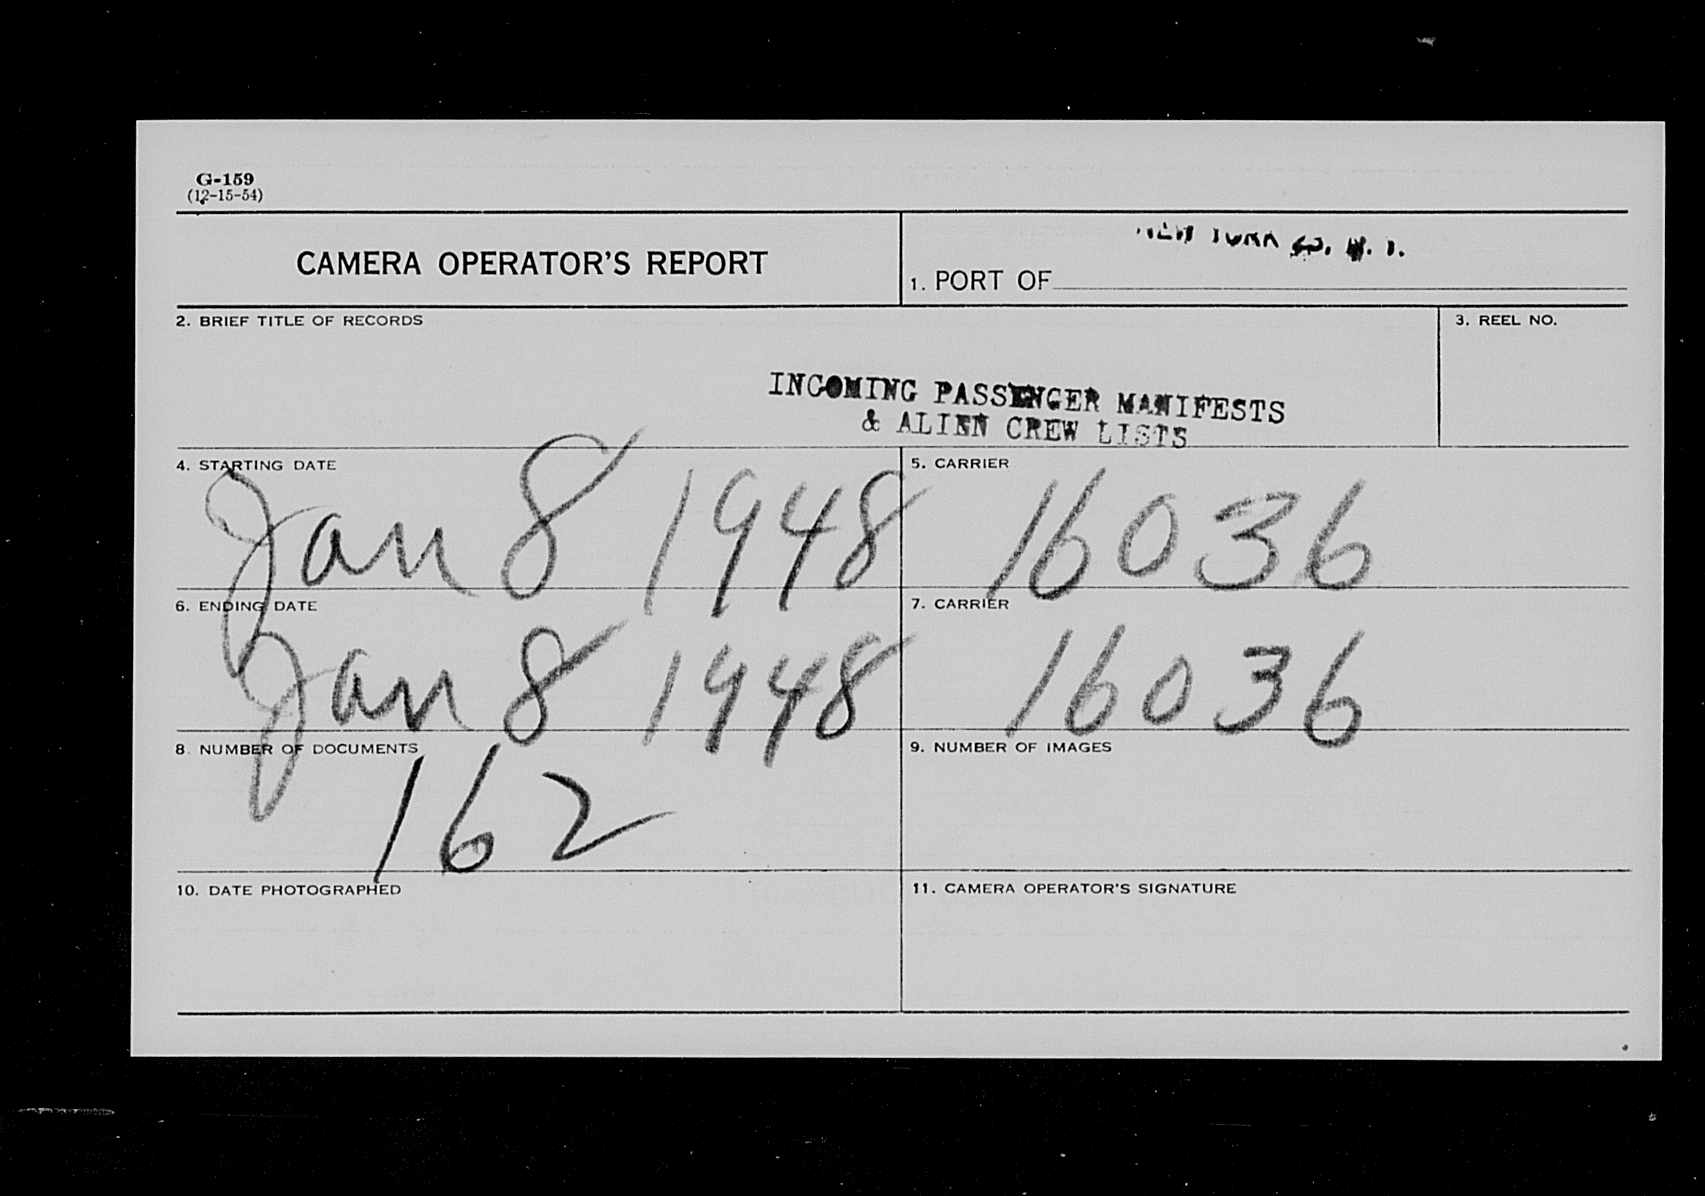 G-159
(12-15-54)
CAMERA OPERATOR'S REPORT
NEW YORK
1. PORT OF
2. BRIEF TITLE OF RECORDS
3. REEL NO.
INCOMING PASSENGER MANIFESTS
& ALIEN CREW LISTS
4. STARTING DATE
Jan 8 1948
5. CARRIER
16036
6. ENDING DATE
Jan 8 1948
7. CARRIER
16036
8. NUMBER OF DOCUMENTS
162
9. NUMBER OF IMAGES
10. DATE PHOTOGRAPHED
11. CAMERA OPERATOR'S SIGNATURE